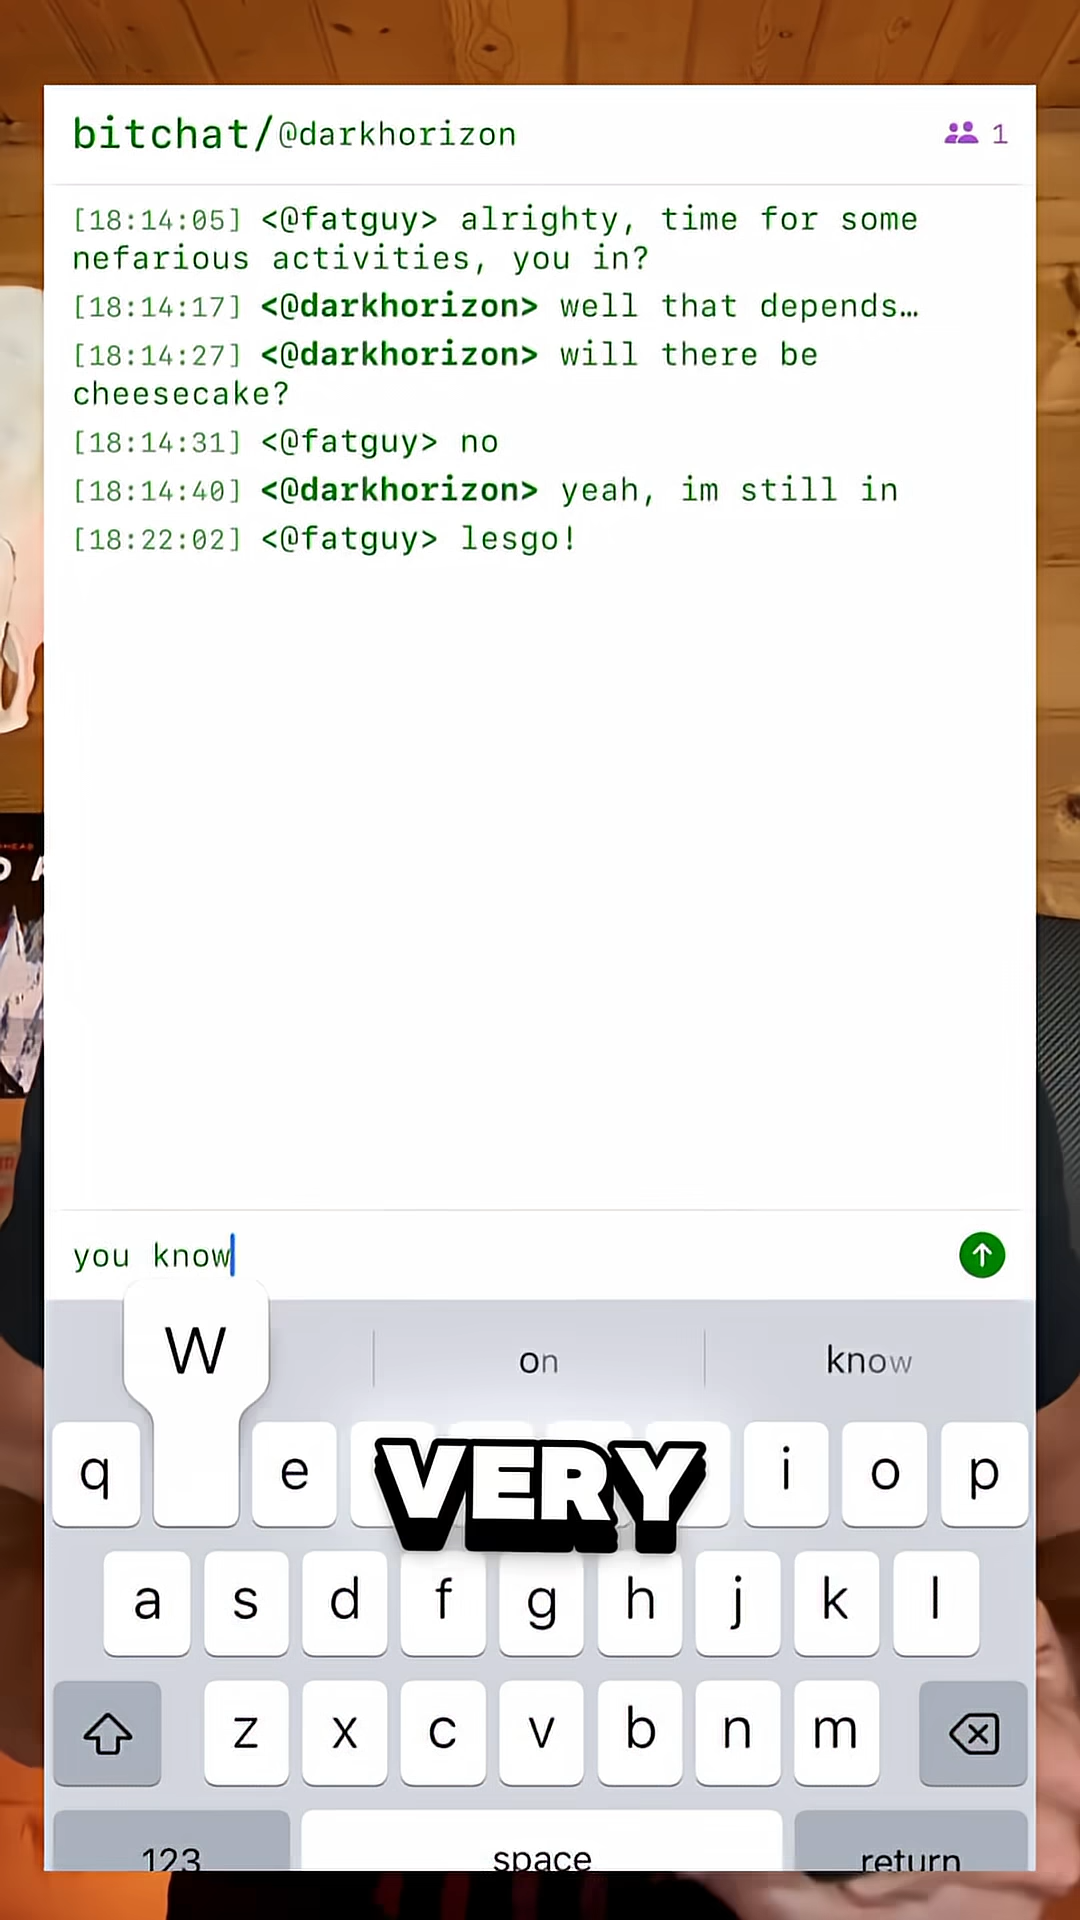 bitchat/@darkhorizon 1
[18:14:05] <@fatguy> alrighty, time for some
nefarious activities, you in?
[18:14:17] <@darkhorizon> well that depends…
[18:14:27] <@darkhorizon> will there be
cheesecake?
[18:14:31] <@fatguy> no
[18:14:40] <@darkhorizon> yeah, im still in
[18:22:02] <@fatguy> lesgo!
you know
W
on know
q e i o p
VERY
a s d f g h j k l
z x c v b n m
123 space return